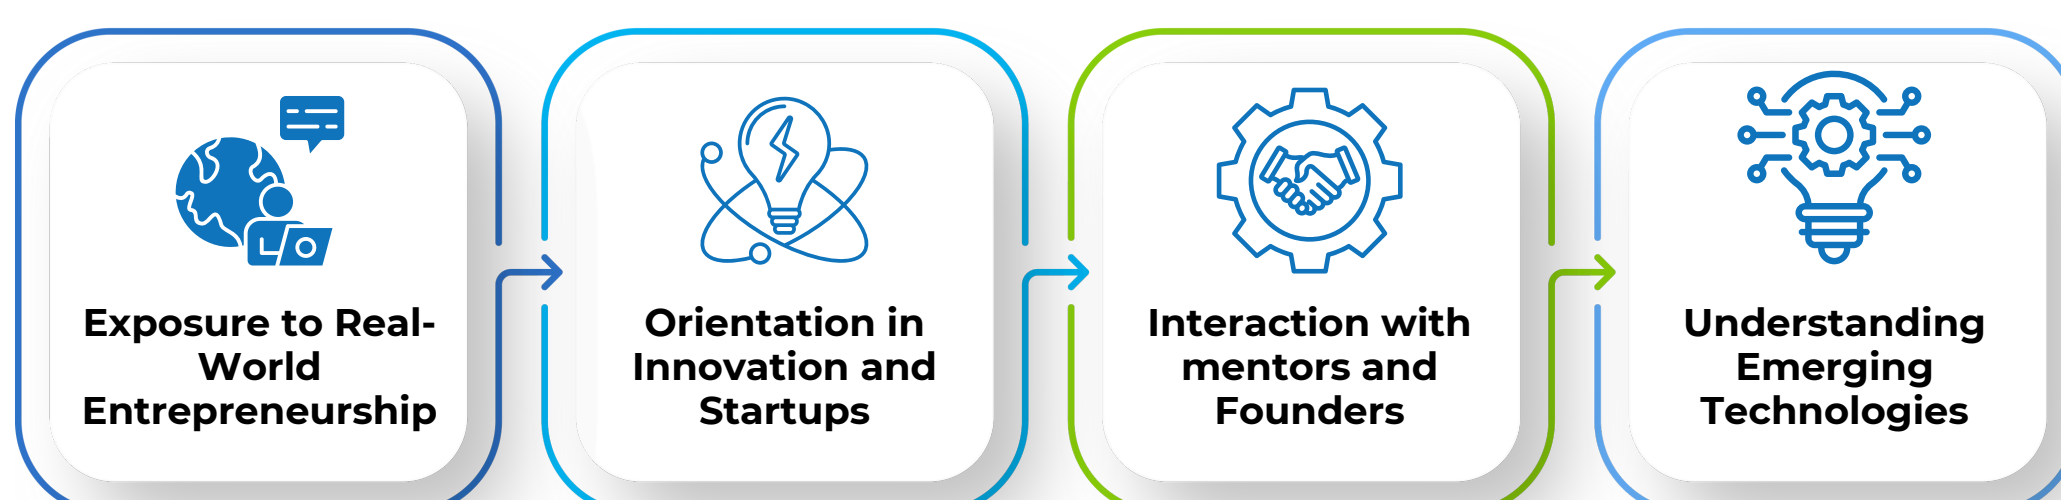 Exposure to Real-
World
Entrepreneurship
Orientation in
Innovation and
Startups
Interaction with
mentors and
Founders
Understanding
Emerging
Technologies